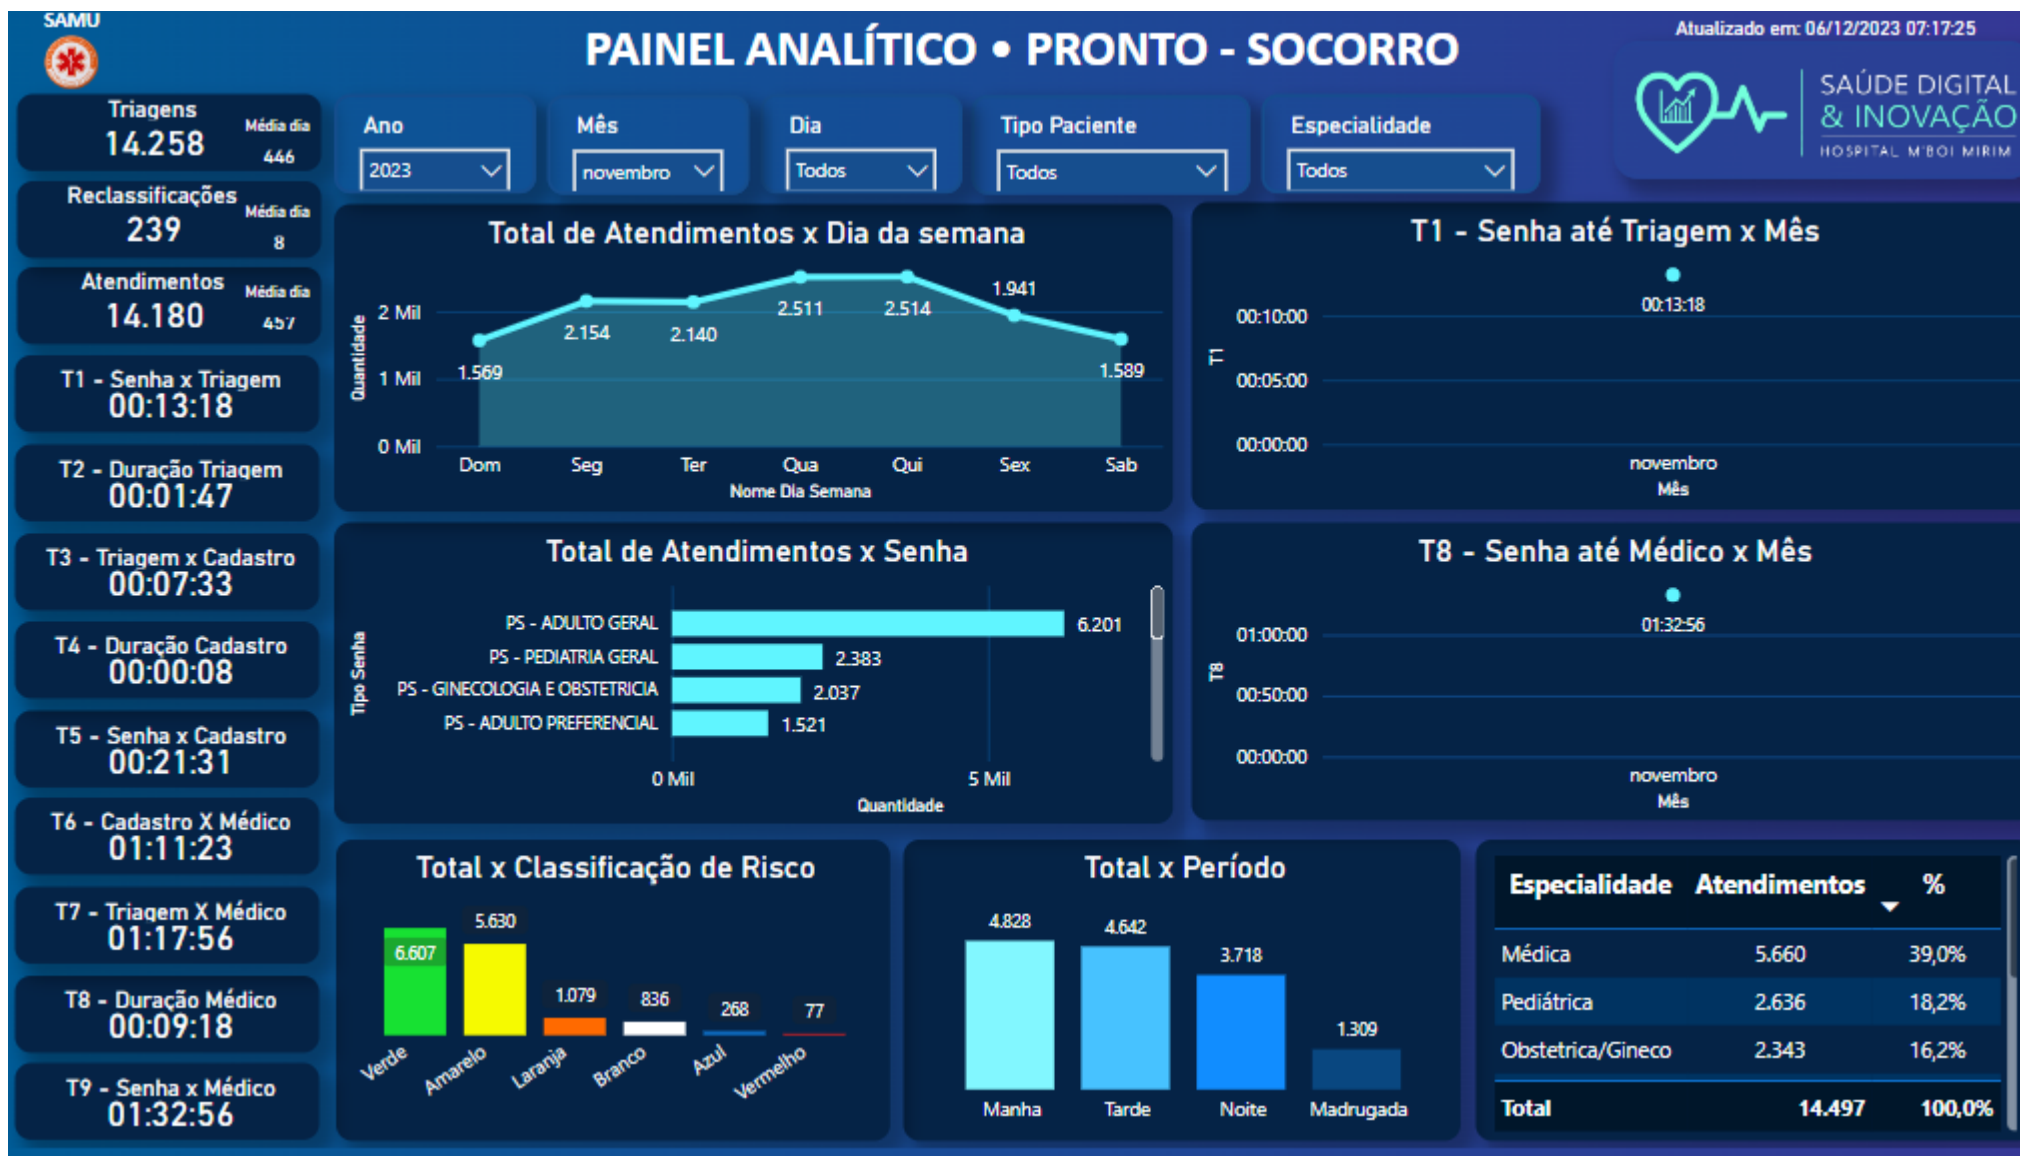 SAMU
PAINEL ANALÍTICO • PRONTO - SOCORRO
Atualizado em: 06/12/2023 07:17:25
SAÚDE DIGITAL
& INOVAÇÃO
HOSPITAL M'BOI MIRIM
Triagens
14.258
Média dia
446
Reclassificações
239
Média dia
8
Atendimentos
14.180
Média dia
457
T1 - Senha x Triagem
00:13:18
T2 - Duração Triagem
00:01:47
T3 - Triagem x Cadastro
00:07:33
T4 - Duração Cadastro
00:00:08
T5 - Senha x Cadastro
00:21:31
T6 - Cadastro X Médico
01:11:23
T7 - Triagem X Médico
01:17:56
T8 - Duração Médico
00:09:18
T9 - Senha x Médico
01:32:56
Ano
2023
Mês
novembro
Dia
Todos
Tipo Paciente
Todos
Especialidade
Todos
Total de Atendimentos x Dia da semana
Quantidade
2 Mil
1 Mil
0 Mil
1.569
2.154
2.140
2.511
2.514
1.941
1.589
Dom Seg Ter Qua Qui Sex Sab
Nome Dia Semana
T1 - Senha até Triagem x Mês
00:13:18
T1
00:10:00
00:05:00
00:00:00
novembro
Mês
Total de Atendimentos x Senha
Tipo Senha
PS - ADULTO GERAL 6.201
PS - PEDIATRIA GERAL 2.383
PS - GINECOLOGIA E OBSTETRICIA 2.037
PS - ADULTO PREFERENCIAL 1.521
0 Mil 5 Mil
Quantidade
T8 - Senha até Médico x Mês
01:32:56
T8
01:00:00
00:50:00
00:00:00
novembro
Mês
Total x Classificação de Risco
6.607
5.630
1.079
836
268
77
Verde Amarelo Laranja Branco Azul Vermelho
Total x Período
4.828
4.642
3.718
1.309
Manha Tarde Noite Madrugada
Especialidade Atendimentos %
Médica 5.660 39,0%
Pediátrica 2.636 18,2%
Obstetrica/Gineco 2.343 16,2%
Total 14.497 100,0%